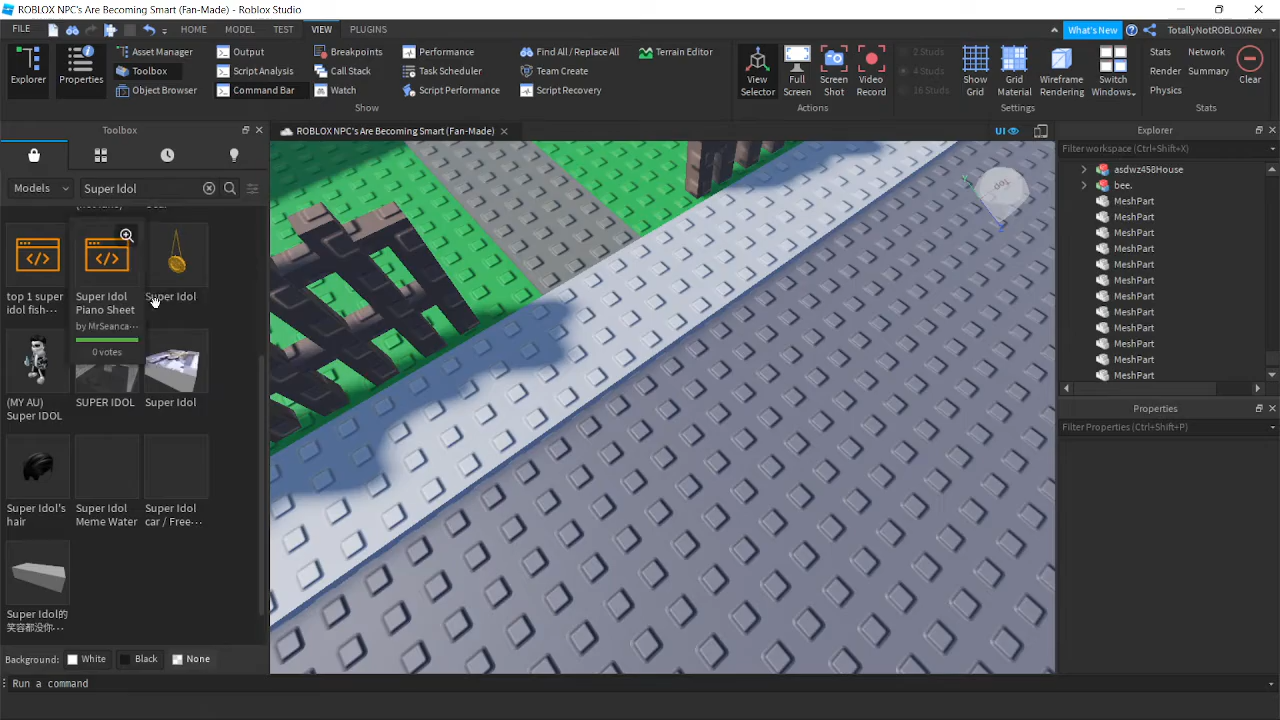 ROBLOX NPC's Are Becoming Smart (Fan-Made) - Roblox Studio
FILE HOME MODEL TEST VIEW PLUGINS What's New TotallyNotROBLOXRev
Explorer
Properties
Asset Manager
Toolbox
Object Browser
Output
Script Analysis
Command Bar
Breakpoints
Call Stack
Watch
Performance
Task Scheduler
Script Performance
Find All / Replace All
Team Create
Script Recovery
Terrain Editor
Show
View
Selector
Full
Screen
Screen
Shot
Video
Record
Actions
2 Studs
4 Studs
16 Studs
Show
Grid
Grid
Material
Wireframe
Rendering
Switch
Windows
Settings
Stats
Render
Physics
Network
Summary
Clear
Stats
Toolbox
Models
Super Idol
top 1 super
idol fish...
Super Idol
Piano Sheet
by MrSeanca...
0 votes
Super Idol
(MY AU)
Super IDOL
SUPER IDOL
Super Idol
Super Idol's
hair
Super Idol
Meme Water
Super Idol
car / Free...
Super Idol的
笑容都没你...
Background: White Black None
Run a command
ROBLOX NPC's Are Becoming Smart (Fan-Made)
UI
Explorer
Filter workspace (Ctrl+Shift+X)
asdwz458House
bee.
MeshPart
MeshPart
MeshPart
MeshPart
MeshPart
MeshPart
MeshPart
MeshPart
MeshPart
MeshPart
MeshPart
MeshPart
Properties
Filter Properties (Ctrl+Shift+P)